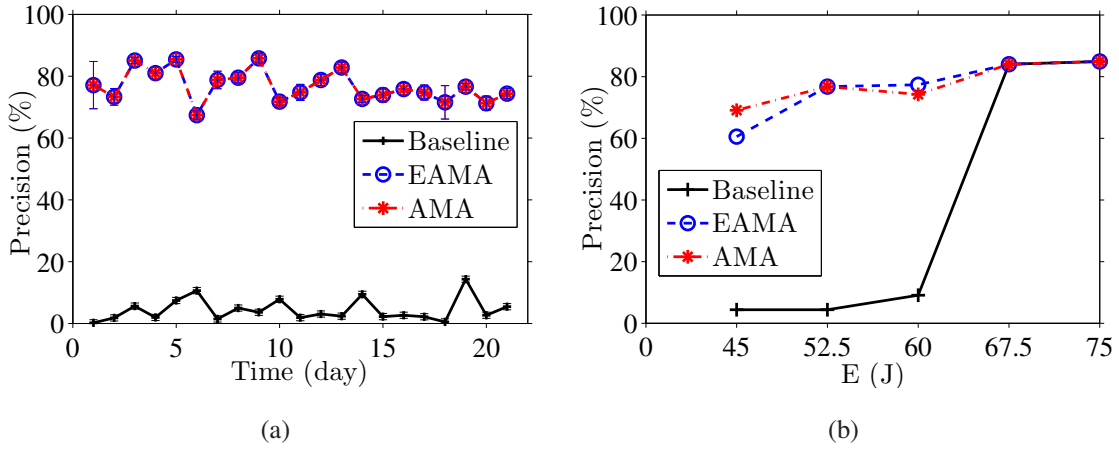 100
80
60
40
20
0
Precision (%)
Baseline
EAMA
AMA
0 5 10 15 20
Time (day)
(a)
100
80
60
40
20
0
Precision (%)
Baseline
EAMA
AMA
0 45 52.5 60 67.5 75
E (J)
(b)